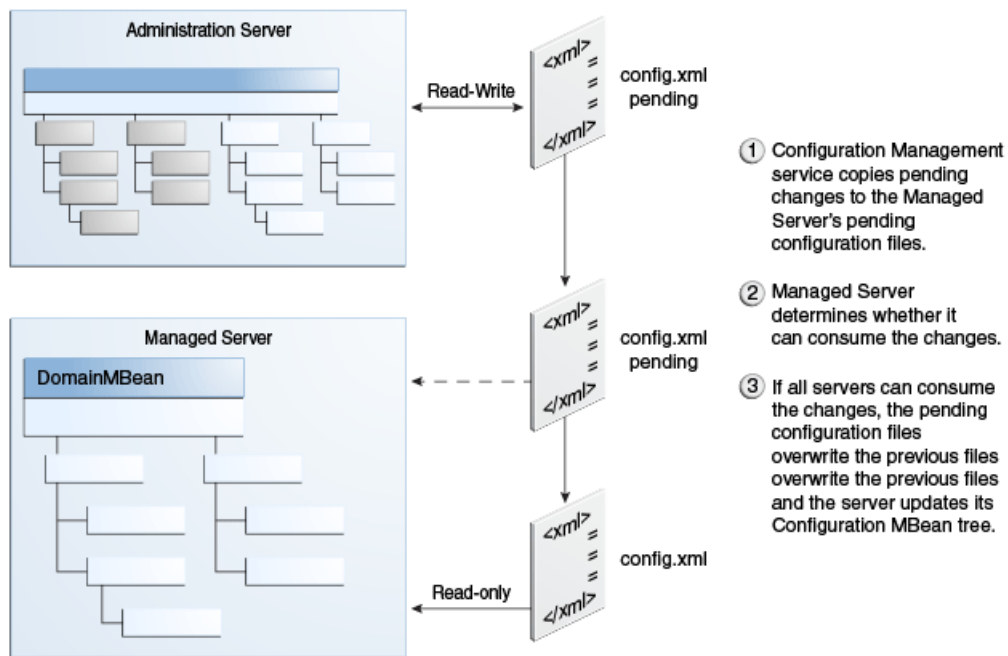 Administration Server
Read-Write
<xml>
=
=
=
</xml>
config.xml
pending
Managed Server
DomainMBean
<xml>
=
=
=
</xml>
config.xml
pending
Read-only
<xml>
=
=
=
</xml>
config.xml
1 Configuration Management
service copies pending
changes to the Managed
Server's pending
configuration files.
2 Managed Server
determines whether it
can consume the changes.
3 If all servers can consume
the changes, the pending
configuration files
overwrite the previous files
overwrite the previous files
and the server updates its
Configuration MBean tree.